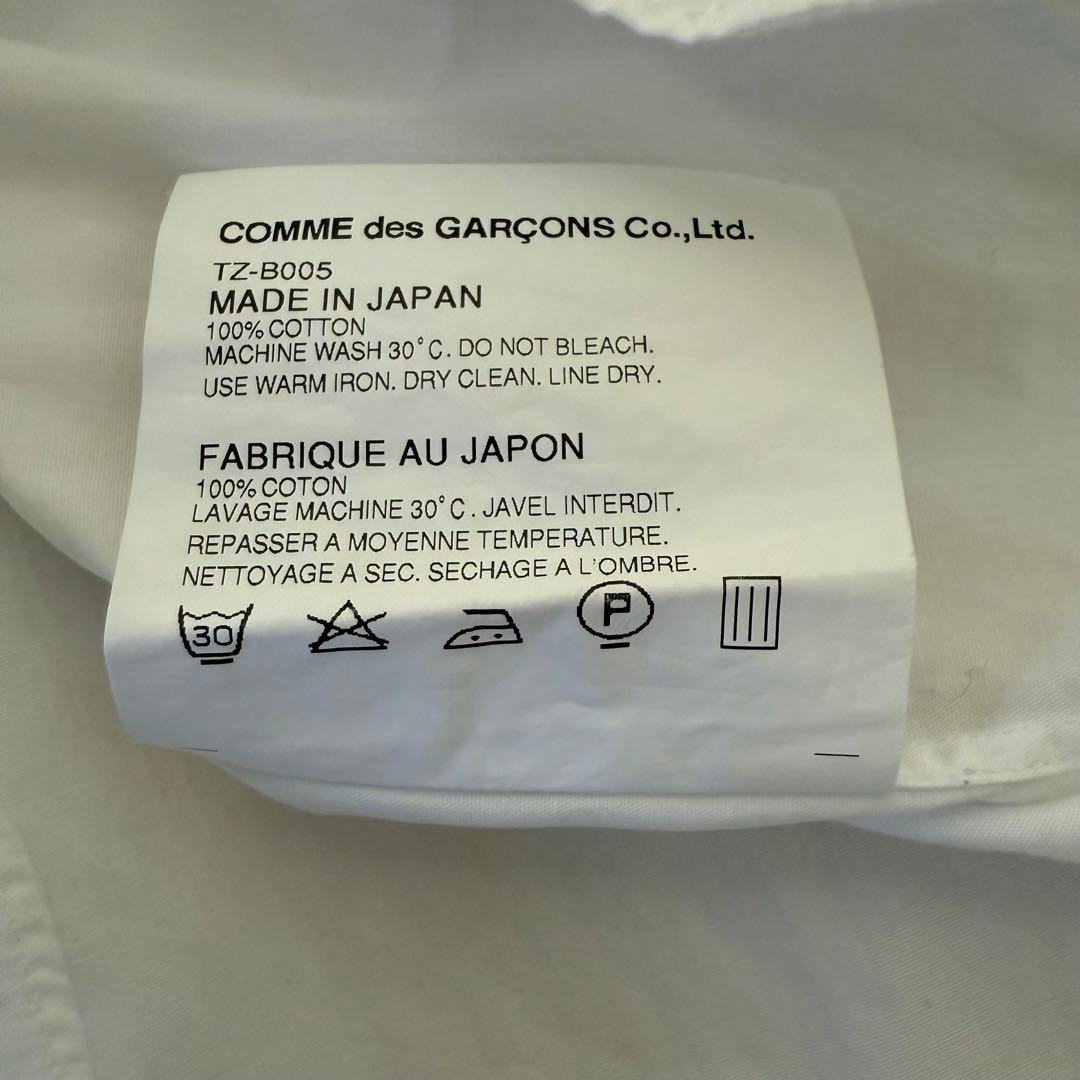 COMME des GARÇONS Co.,Ltd.
TZ-B005
MADE IN JAPAN
100% COTTON
MACHINE WASH 30°C. DO NOT BLEACH.
USE WARM IRON. DRY CLEAN. LINE DRY.
FABRIQUE AU JAPON
100% COTON
LAVAGE MACHINE 30°C. JAVEL INTERDIT.
REPASSER A MOYENNE TEMPERATURE.
NETTOYAGE A SEC. SECHAGE A L'OMBRE.
30 P